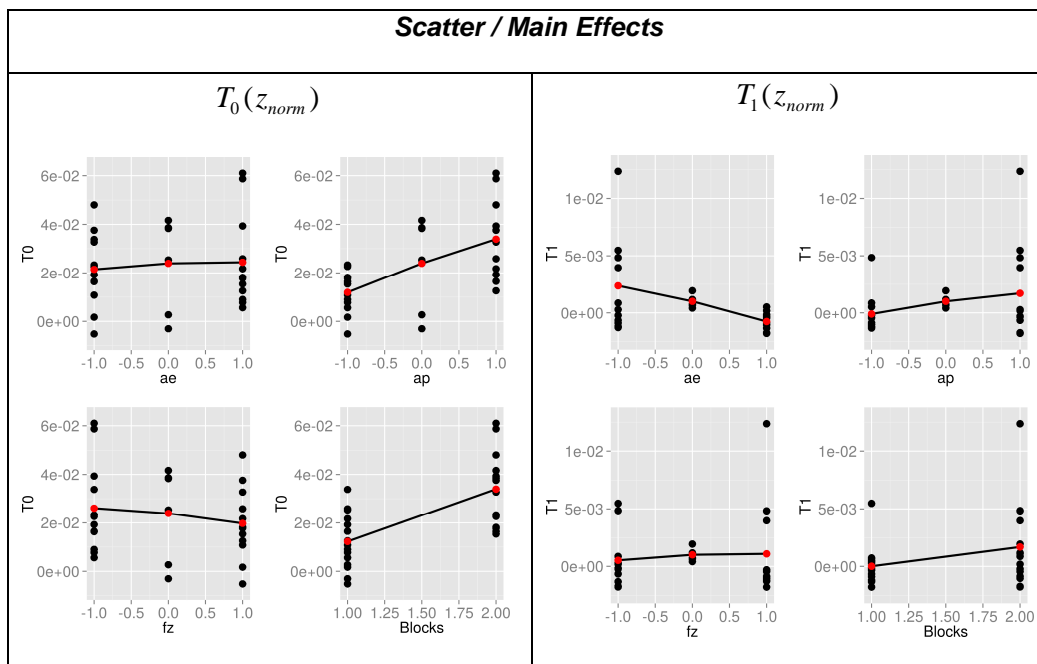 Scatter / Main Effects
T0(znorm)
T1(znorm)
T0
6e-02
4e-02
2e-02
0e+00
-1.0 -0.5 0.0 0.5 1.0
ae
T0
6e-02
4e-02
2e-02
0e+00
-1.0 -0.5 0.0 0.5 1.0
ap
T0
6e-02
4e-02
2e-02
0e+00
-1.0 -0.5 0.0 0.5 1.0
fz
T0
6e-02
4e-02
2e-02
0e+00
1.00 1.25 1.50 1.75 2.00
Blocks
T1
1e-02
5e-03
0e+00
-1.0 -0.5 0.0 0.5 1.0
ae
T1
1e-02
5e-03
0e+00
-1.0 -0.5 0.0 0.5 1.0
ap
T1
1e-02
5e-03
0e+00
-1.0 -0.5 0.0 0.5 1.0
fz
T1
1e-02
5e-03
0e+00
1.00 1.25 1.50 1.75 2.00
Blocks